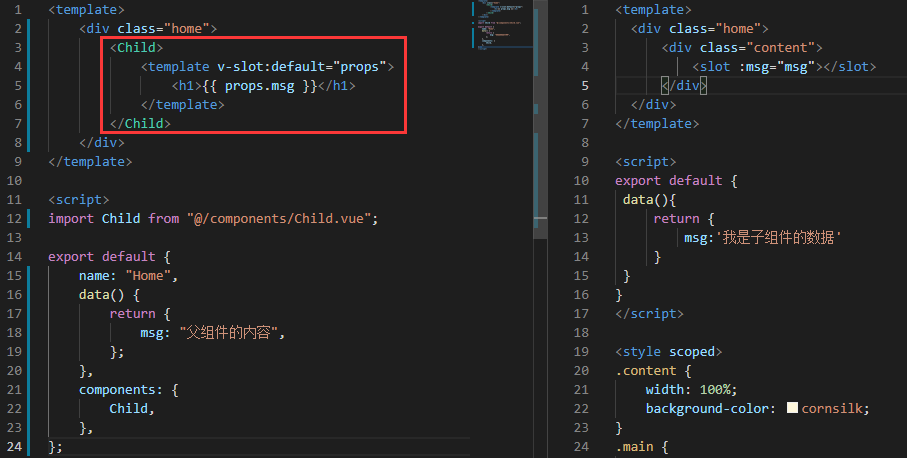 1 <template>
2 <div class="home">
3 <Child>
4 <template v-slot:default="props">
5 <h1>{{ props.msg }}</h1>
6 </template>
7 </Child>
8 </div>
9 </template>
10
11 <script>
12 import Child from "@/components/Child.vue";
13
14 export default {
15 name: "Home",
16 data() {
17 return {
18 msg: "父组件的内容",
19 };
20 },
21 components: {
22 Child,
23 },
24 };
1 <template>
2 <div class="home">
3 <div class="content">
4 <slot :msg="msg"></slot>
5 </div>
6 </div>
7 </template>
8
9 <script>
10 export default {
11 data(){
12 return {
13 msg:'我是子组件的数据'
14 }
15 }
16 }
17 </script>
18
19 <style scoped>
20 .content {
21 width: 100%;
22 background-color: cornsilk;
23 }
24 .main {